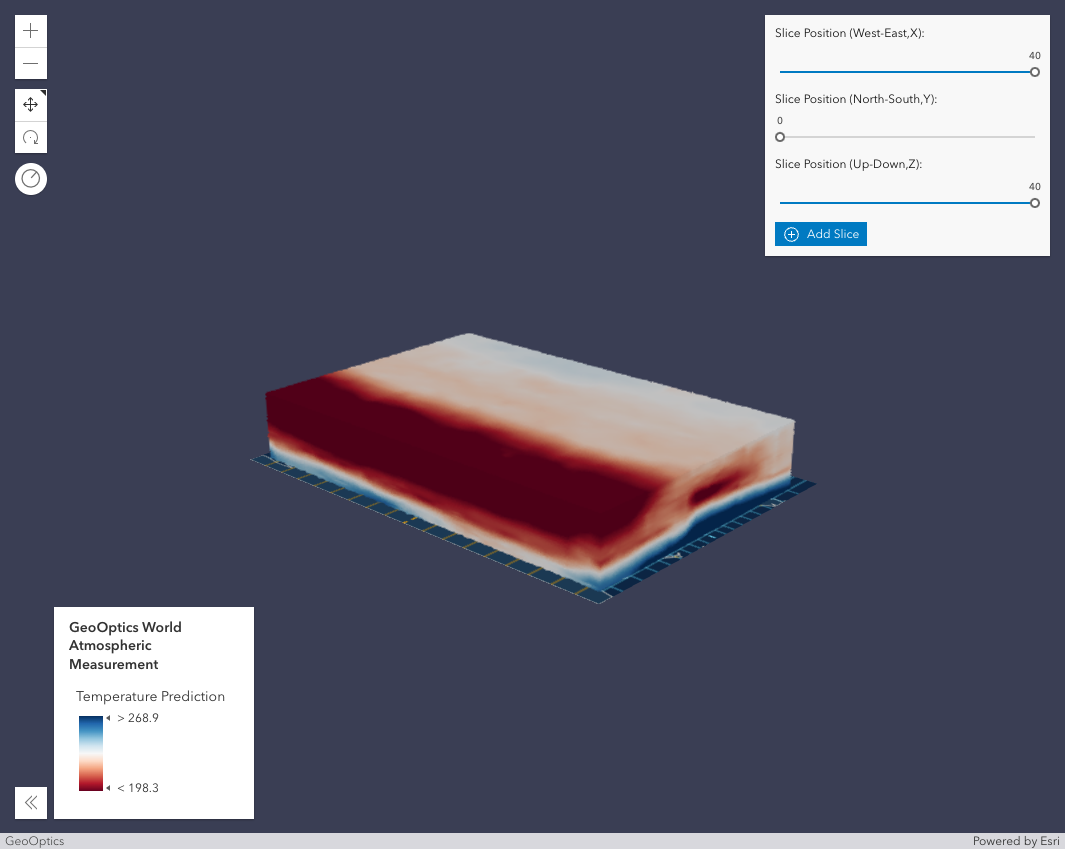 Slice Position (West-East,X):
40
Slice Position (North-South,Y):
0
Slice Position (Up-Down,Z):
40
Add Slice
GeoOptics World
Atmospheric
Measurement
Temperature Prediction
> 268.9
< 198.3
GeoOptics
Powered by Esri